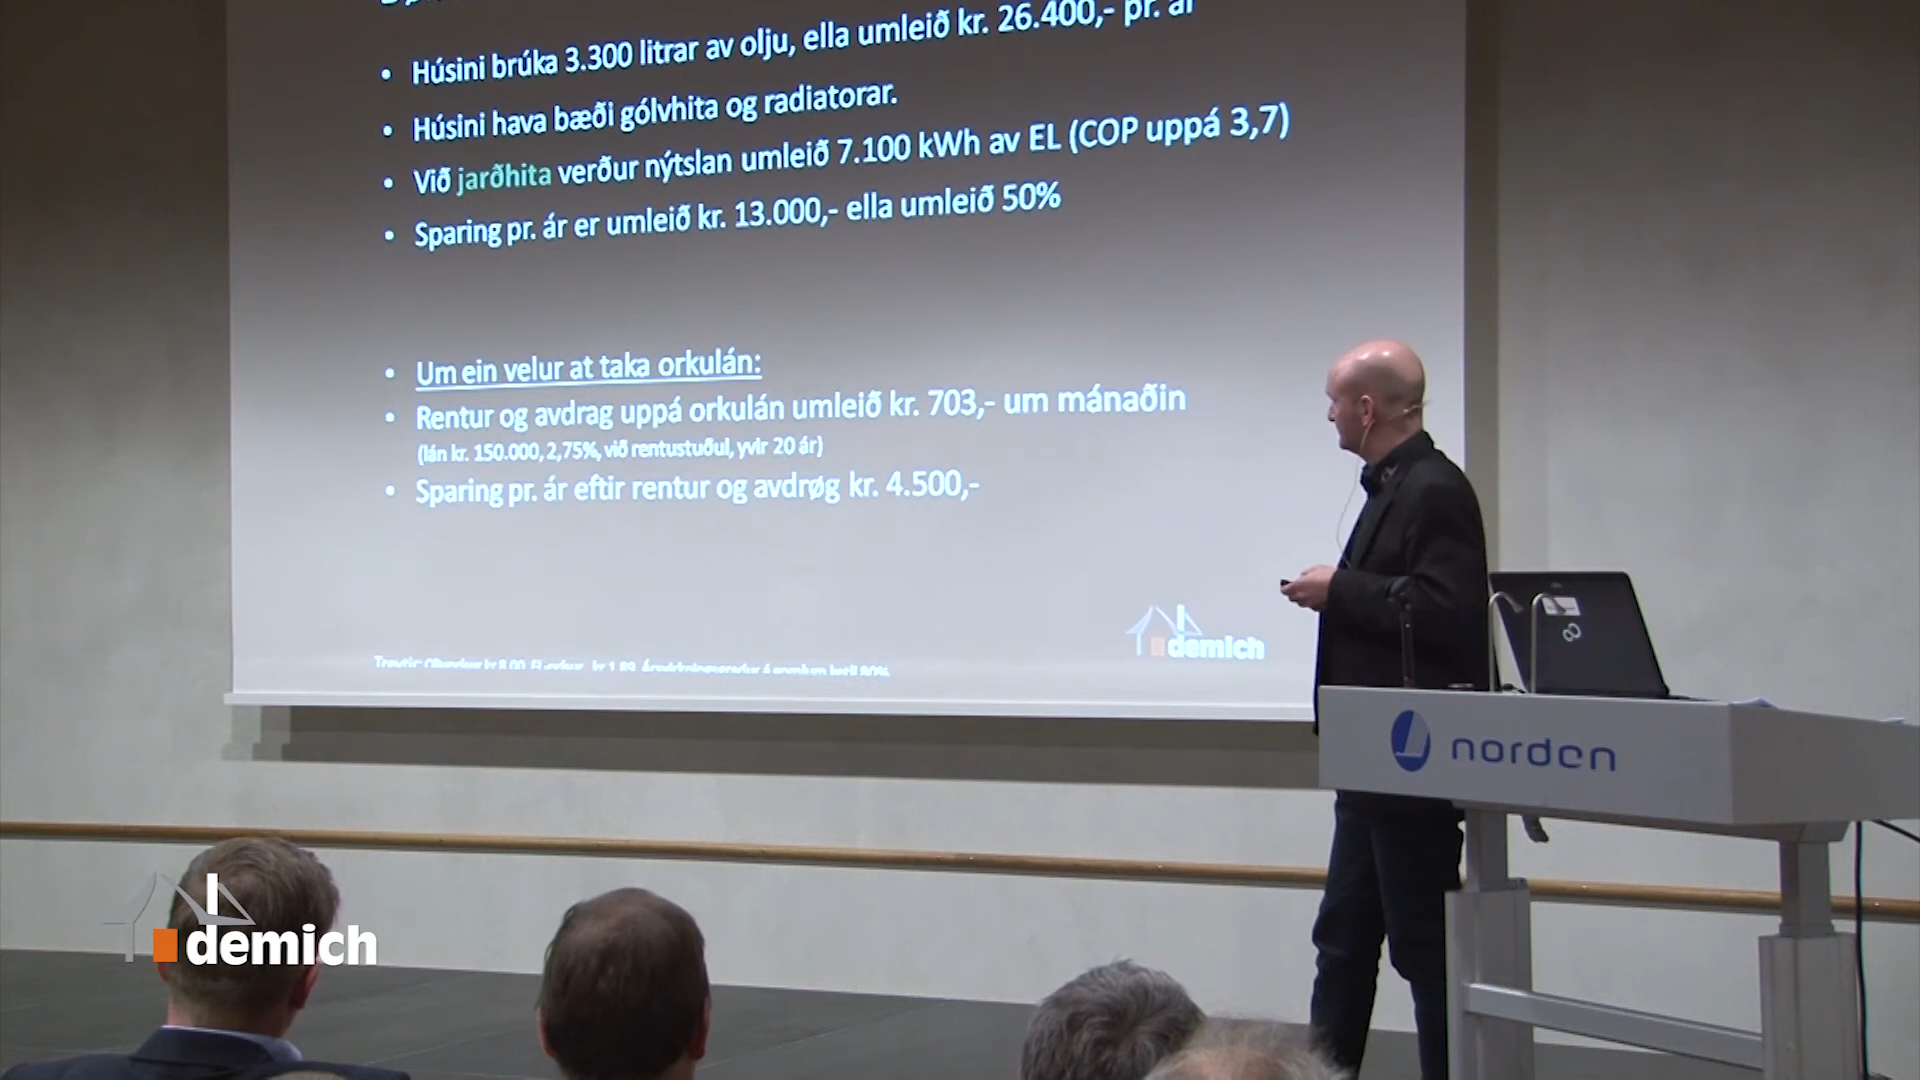 • Húsini brúka 3.300 litrar av olju, ella umleið kr. 26.400,- pr. ár
• Húsini hava bæði gólvhita og radiatorar.
• Við jarðhita verður nýtslan umleið 7.100 kWh av EL (COP uppá 3,7)
• Sparing pr. ár er umleið kr. 13.000,- ella umleið 50%
• Um ein velur at taka orkulán:
• Rentur og avdrag uppá orkulán umleið kr. 703,- um mánaðin
(lán kr. 150.000, 2,75%, við rentustuðul, yvir 20 ár)
• Sparing pr. ár eftir rentur og avdrøg kr. 4.500,-
demich
norden
demich